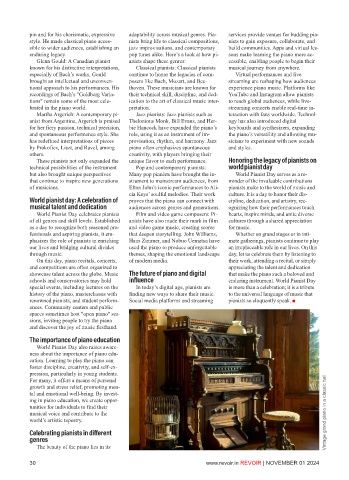 pin and for his charismatic, expressive
style. He made classical piano accessible to wider audiences, establishing an
enduring legacy.
Glenn Gould: A Canadian pianist
known for his distinctive interpretations,
especially of Bach's works, Gould
brought an intellectual and unconventional approach to his performances. His
recordings of Bach's "Goldberg Variations" remain some of the most celebrated in the piano world.
Martha Argerich: A contemporary pianist from Argentina, Argerich is praised
for her fiery passion, technical precision,
and spontaneous performance style. She
has redefined interpretations of pieces
by Prokofiev, Liszt, and Ravel, among
others.
These pianists not only expanded the
technical possibilities of the instrument
but also brought unique perspectives
that continue to inspire new generations
of musicians.
World pianist day: A celebration of
musical talent and dedication
World Pianist Day celebrates pianists
of all genres and skill levels. Established
as a day to recognize both seasoned professionals and aspiring pianists, it emphasizes the role of pianists in enriching
our lives and bridging cultural divides
through music.
On this day, piano recitals, concerts,
and competitions are often organized to
showcase talent across the globe. Music
schools and conservatories may hold
special events, including lectures on the
history of the piano, masterclasses with
renowned pianists, and student performances. Community centers and public
spaces sometimes host "open piano" sessions, inviting people to try the piano
and discover the joy of music firsthand.
The importance of piano education
World Pianist Day also raises awareness about the importance of piano education. Learning to play the piano can
foster discipline, creativity, and self-expression, particularly in young students.
For many, it offers a means of personal
growth and stress relief, promoting mental and emotional well-being. By investing in piano education, we create opportunities for individuals to find their
musical voice and contribute to the
world's artistic tapestry.
Celebrating pianists in different
genres
The beauty of the piano lies in its
adaptability across musical genres. Pianists bring life to classical compositions,
jazz improvisations, and contemporary
pop tunes alike. Here's a look at how pianists shape these genres:
Classical pianists: Classical pianists
continue to honor the legacies of composers like Bach, Mozart, and Beethoven. These musicians are known for
their technical skill, discipline, and dedication to the art of classical music interpretation.
Jazz pianists: Jazz pianists such as
Thelonious Monk, Bill Evans, and Herbie Hancock have expanded the piano's
role, using it as an instrument of improvisation, rhythm, and harmony. Jazz
piano often emphasizes spontaneous
creativity, with players bringing their
unique flavor to each performance.
Pop and contemporary pianists:
Many pop pianists have brought the instrument to mainstream audiences, from
Elton John's iconic performances to Alicia Keys' soulful melodies. Their work
proves that the piano can connect with
audiences across genres and generations.
Film and video game composers: Pianists have also made their mark in film
and video game music, creating scores
that deepen storytelling. John Williams,
Hans Zimmer, and Nobuo Uematsu have
used the piano to produce unforgettable
themes, shaping the emotional landscape
of modern media.
The future of piano and digital
influence
In today's digital age, pianists are
finding new ways to share their music.
Social media platforms and streaming
services provide venues for budding pianists to gain exposure, collaborate, and
build communities. Apps and virtual lessons make learning the piano more accessible, enabling people to begin their
musical journey from anywhere.
Virtual performances and live
streaming are reshaping how audiences
experience piano music. Platforms like
YouTube and Instagram allow pianists
to reach global audiences, while live-streaming concerts enable real-time interaction with fans worldwide. Technology has also introduced digital
keyboards and synthesizers, expanding
the piano's versatility and allowing musicians to experiment with new sounds
and styles.
Honoring the legacy of pianists on
world pianist day
World Pianist Day serves as a reminder of the invaluable contributions
pianists make to the world of music and
culture. It is a day to honor their discipline, dedication, and artistry, recognizing how their performances touch
hearts, inspire minds, and unite diverse
cultures through a shared appreciation
for music.
Whether on grand stages or in intimate gatherings, pianists continue to play
an irreplaceable role in our lives. On this
day, let us celebrate them by listening to
their work, attending a recital, or simply
appreciating the talent and dedication
that make the piano such a beloved and
enduring instrument. World Pianist Day
is more than a celebration; it is a tribute
to the universal language of music that
pianists so eloquently speak.
Vintage grand piano in a classic hall
30
www.revoir.in REVOIR | NOVEMBER 01 2024